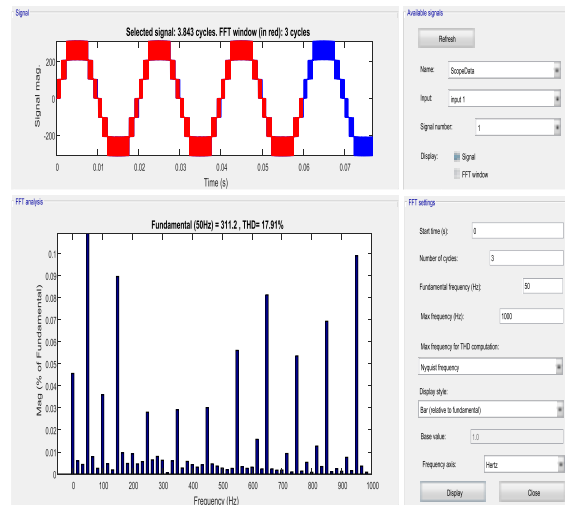 Signal
Selected signal: 3.843 cycles. FFT window (in red): 3 cycles
Signal mag.
200
0
-200
0 0.01 0.02 0.03 0.04 0.05 0.06 0.07
Time (s)
Available signals
Refresh
Name: ScopeData
Input: input 1
Signal number: 1
Display: Signal
FFT window
FFT analysis
Fundamental (50Hz) = 311.2 , THD= 17.91%
Mag (% of Fundamental)
0.1
0.09
0.08
0.07
0.06
0.05
0.04
0.03
0.02
0.01
0
0 100 200 300 400 500 600 700 800 900 1000
Frequency (Hz)
FFT settings
Start time (s): 0
Number of cycles: 3
Fundamental frequency (Hz): 50
Max frequency (Hz): 1000
Max frequency for THD computation:
Nyquist frequency
Display style:
Bar (relative to fundamental)
Base value: 1.0
Frequency axis: Hertz
Display Close